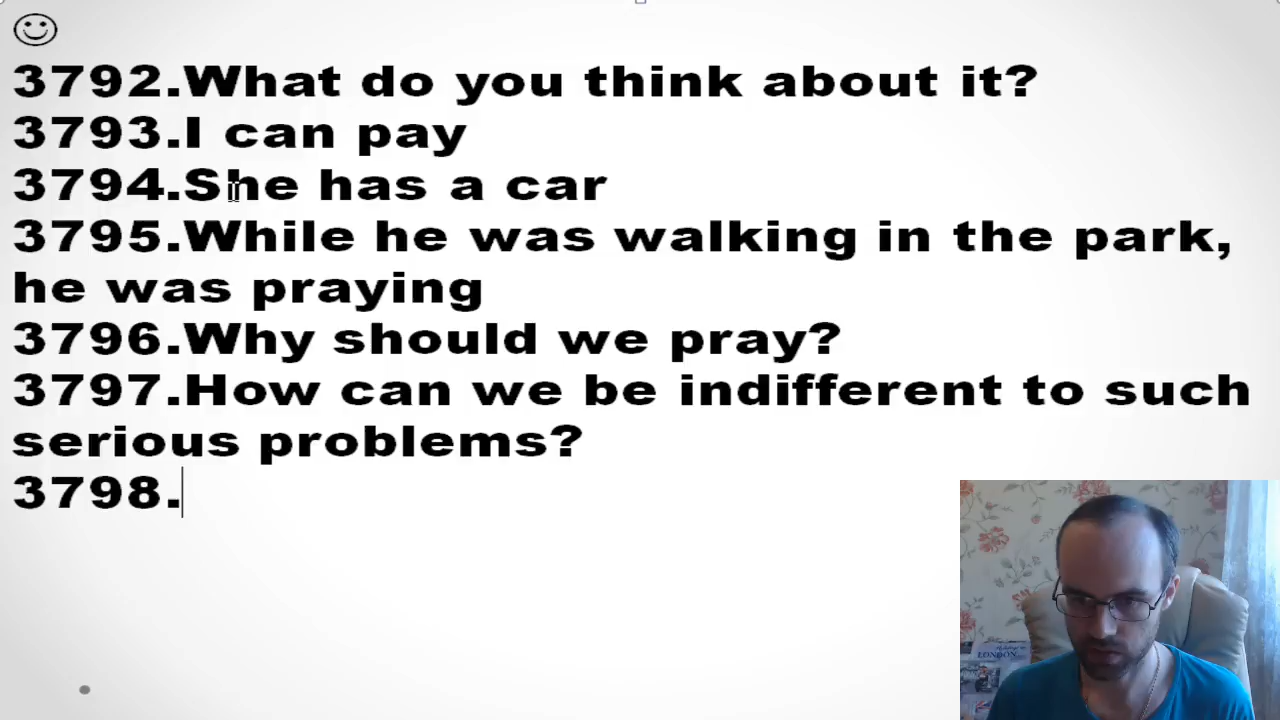 3792.What do you think about it?
3793.I can pay
3794.She has a car
3795.While he was walking in the park,
he was praying
3796.Why should we pray?
3797.How can we be indifferent to such
serious problems?
3798.
LONDON